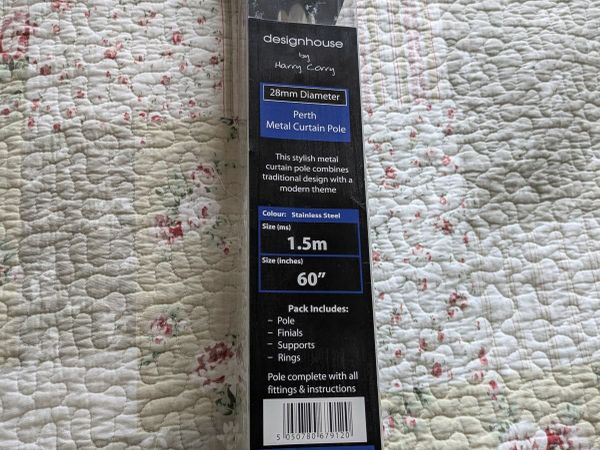 designhouse
by
Harry Corry
28mm Diameter
Perth
Metal Curtain Pole
This stylish metal
curtain pole combines
traditional design with a
modern theme
Colour: Stainless Steel
Size (ms)
1.5m
Size (inches)
60”
Pack Includes:
– Pole
– Finials
– Supports
– Rings
Pole complete with all
fittings & instructions
5 050780 679120